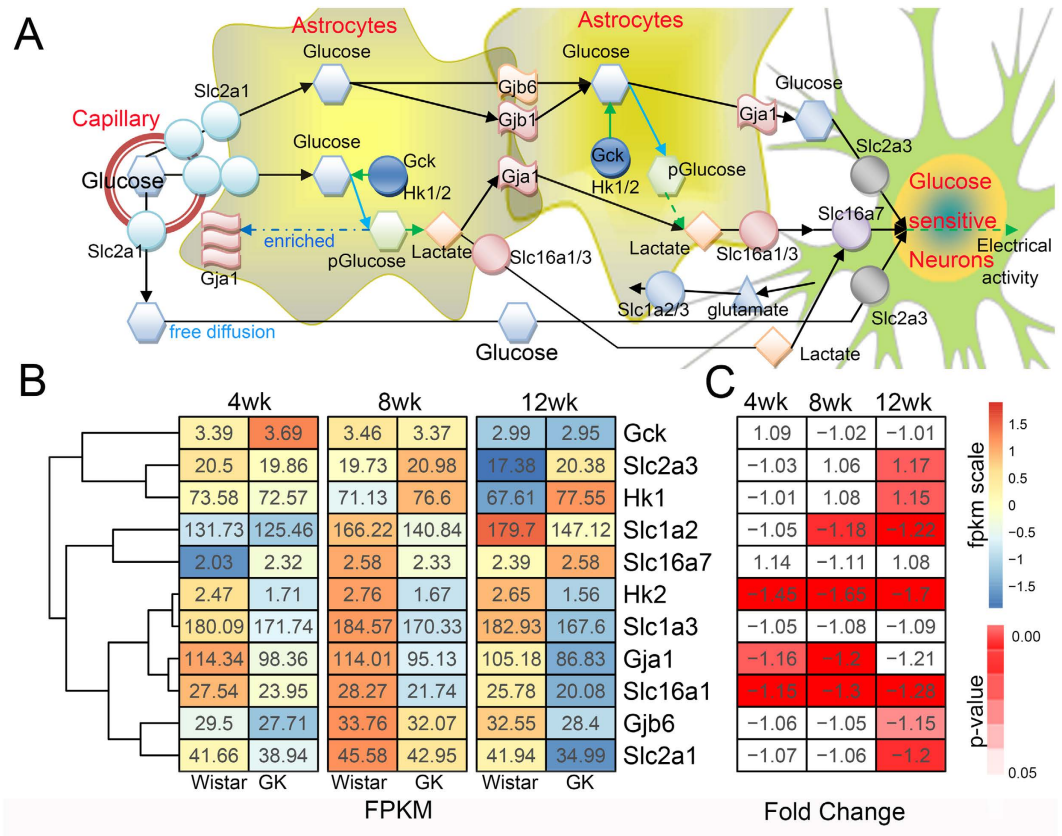 A
Astrocytes
Astrocytes
Glucose
Glucose
Glucose
Slc2a1
Gjb6
Gjb1
Gja1
Slc2a3
Capillary
Glucose
Gck
Hk1/2
Gck
Hk1/2
pGlucose
Gja1
Glucose
Glucose
sensitive
Neurons
Slc16a7
Slc2a1
enriched
pGlucose
Lactate
Slc16a1/3
Lactate
Slc16a1/3
Electrical
activity
Gja1
Slc1a2/3
glutamate
Slc2a3
free diffusion
Glucose
Lactate
B
4wk 8wk 12wk
3.39 3.69 3.46 3.37 2.99 2.95 Gck
20.5 19.86 19.73 20.98 17.38 20.38 Slc2a3
73.58 72.57 71.13 76.6 67.61 77.55 Hk1
131.73 125.46 166.22 140.84 179.7 147.12 Slc1a2
2.03 2.32 2.58 2.33 2.39 2.58 Slc16a7
2.47 1.71 2.76 1.67 2.65 1.56 Hk2
180.09 171.74 184.57 170.33 182.93 167.6 Slc1a3
114.34 98.36 114.01 95.13 105.18 86.83 Gja1
27.54 23.95 28.27 21.74 25.78 20.08 Slc16a1
29.5 27.71 33.76 32.07 32.55 28.4 Gjb6
41.66 38.94 45.58 42.95 41.94 34.99 Slc2a1
Wistar GK Wistar GK Wistar GK
FPKM
C
4wk 8wk 12wk
1.09 −1.02 −1.01
−1.03 1.06 1.17
−1.01 1.08 1.15
−1.05 −1.18 −1.22
1.14 −1.11 1.08
−1.45 −1.65 −1.7
−1.05 −1.08 −1.09
−1.16 −1.2 −1.21
−1.15 −1.3 −1.28
−1.06 −1.05 −1.15
−1.07 −1.06 −1.2
Fold Change
fpkm scale
1.5
1
0.5
0
−0.5
−1
−1.5
p-value
0.00
0.05